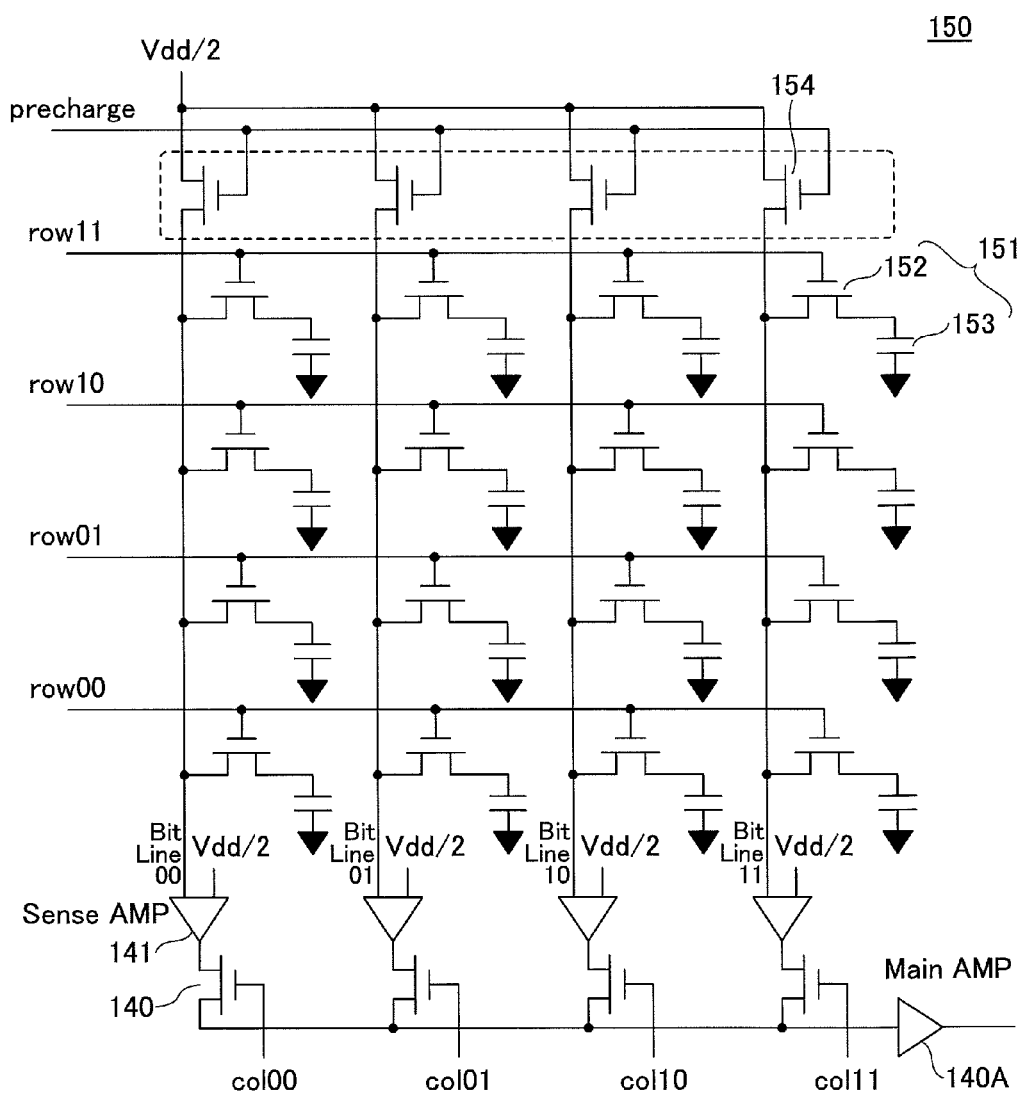 150
Vdd/2
154
precharge
row11
151
152
153
row10
row01
row00
Bit
Line
00
Vdd/2
Bit
Line
01
Vdd/2
Bit
Line
10
Vdd/2
Bit
Line
11
Vdd/2
Sense AMP
141
140
Main AMP
140A
col00
col01
col10
col11